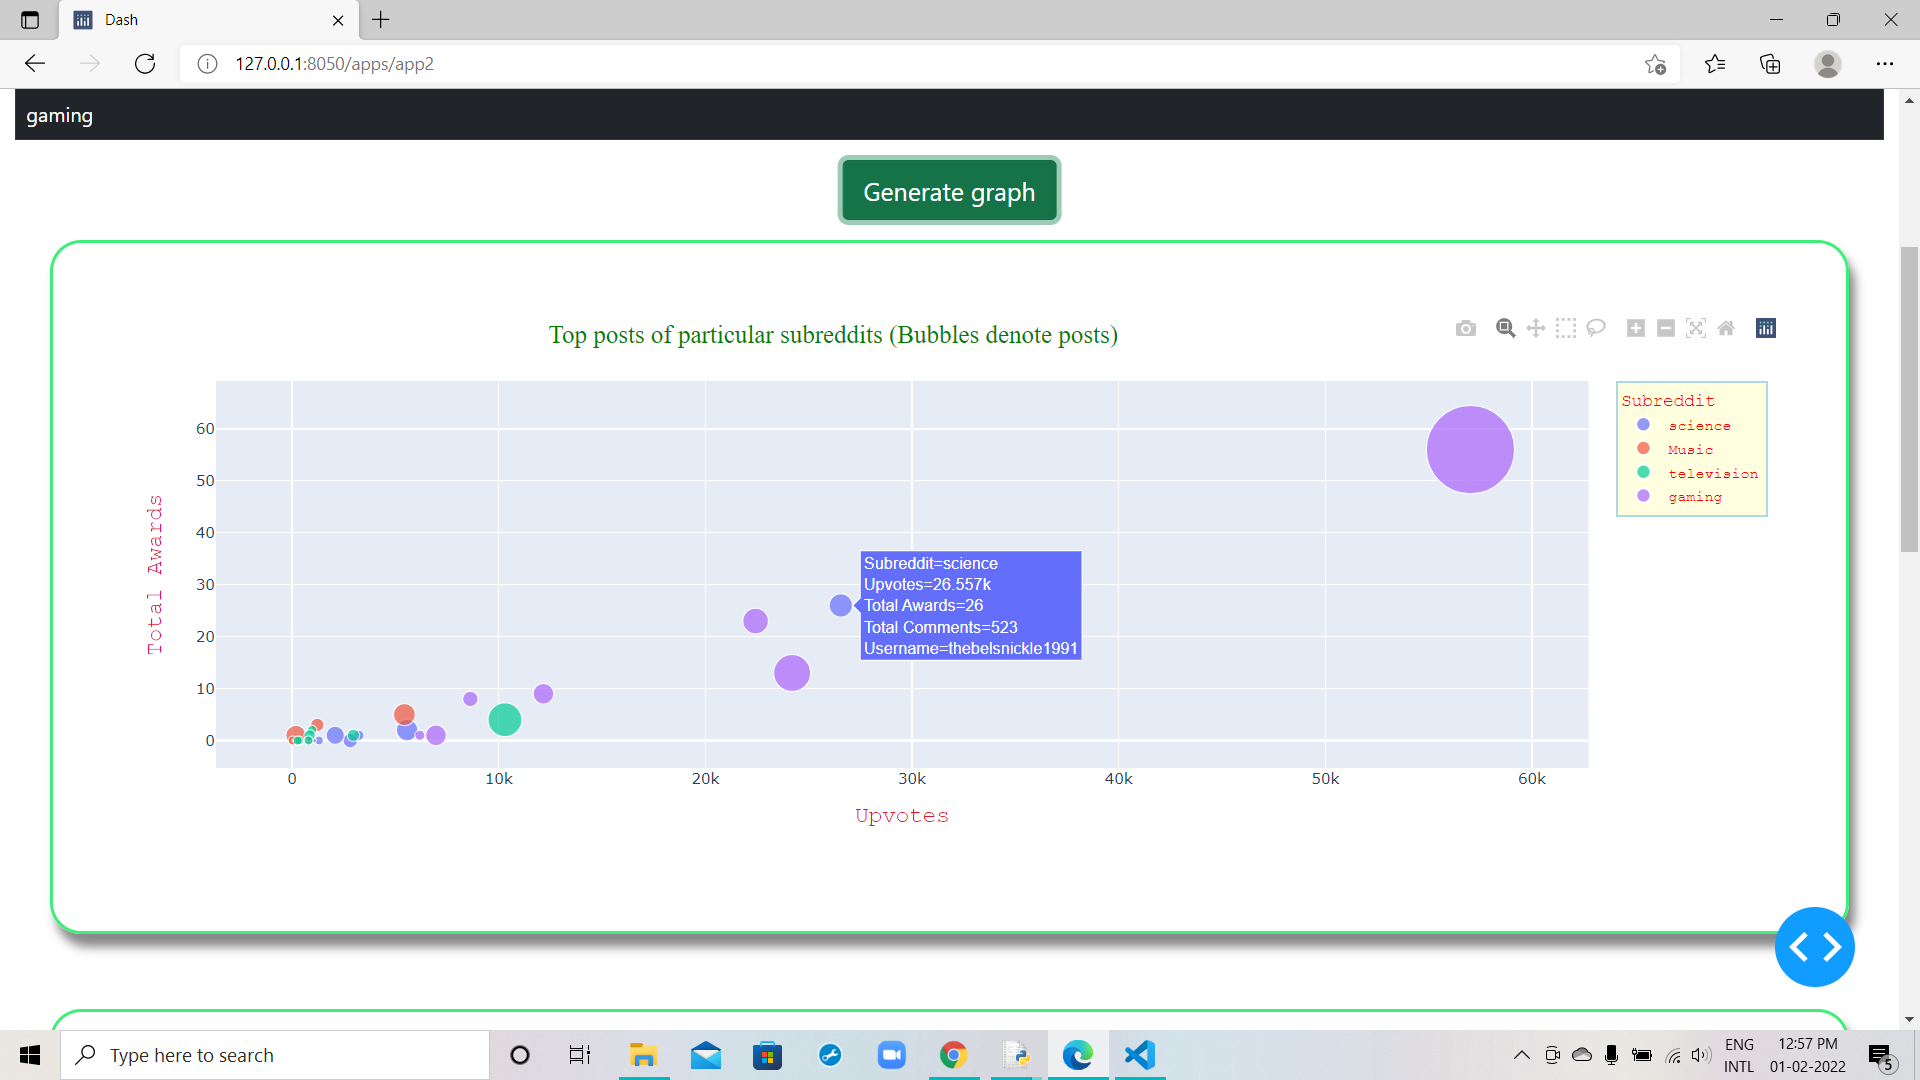 Dash
127.0.0.1:8050/apps/app2
gaming
Generate graph
Top posts of particular subreddits (Bubbles denote posts)
Subreddit
science
Music
television
gaming
Total Awards
60
50
40
30
20
10
0
Subreddit=science
Upvotes=26.557k
Total Awards=26
Total Comments=523
Username=thebelsnickle1991
0 10k 20k 30k 40k 50k 60k
Upvotes
Type here to search
ENG
INTL
12:57 PM
01-02-2022
5